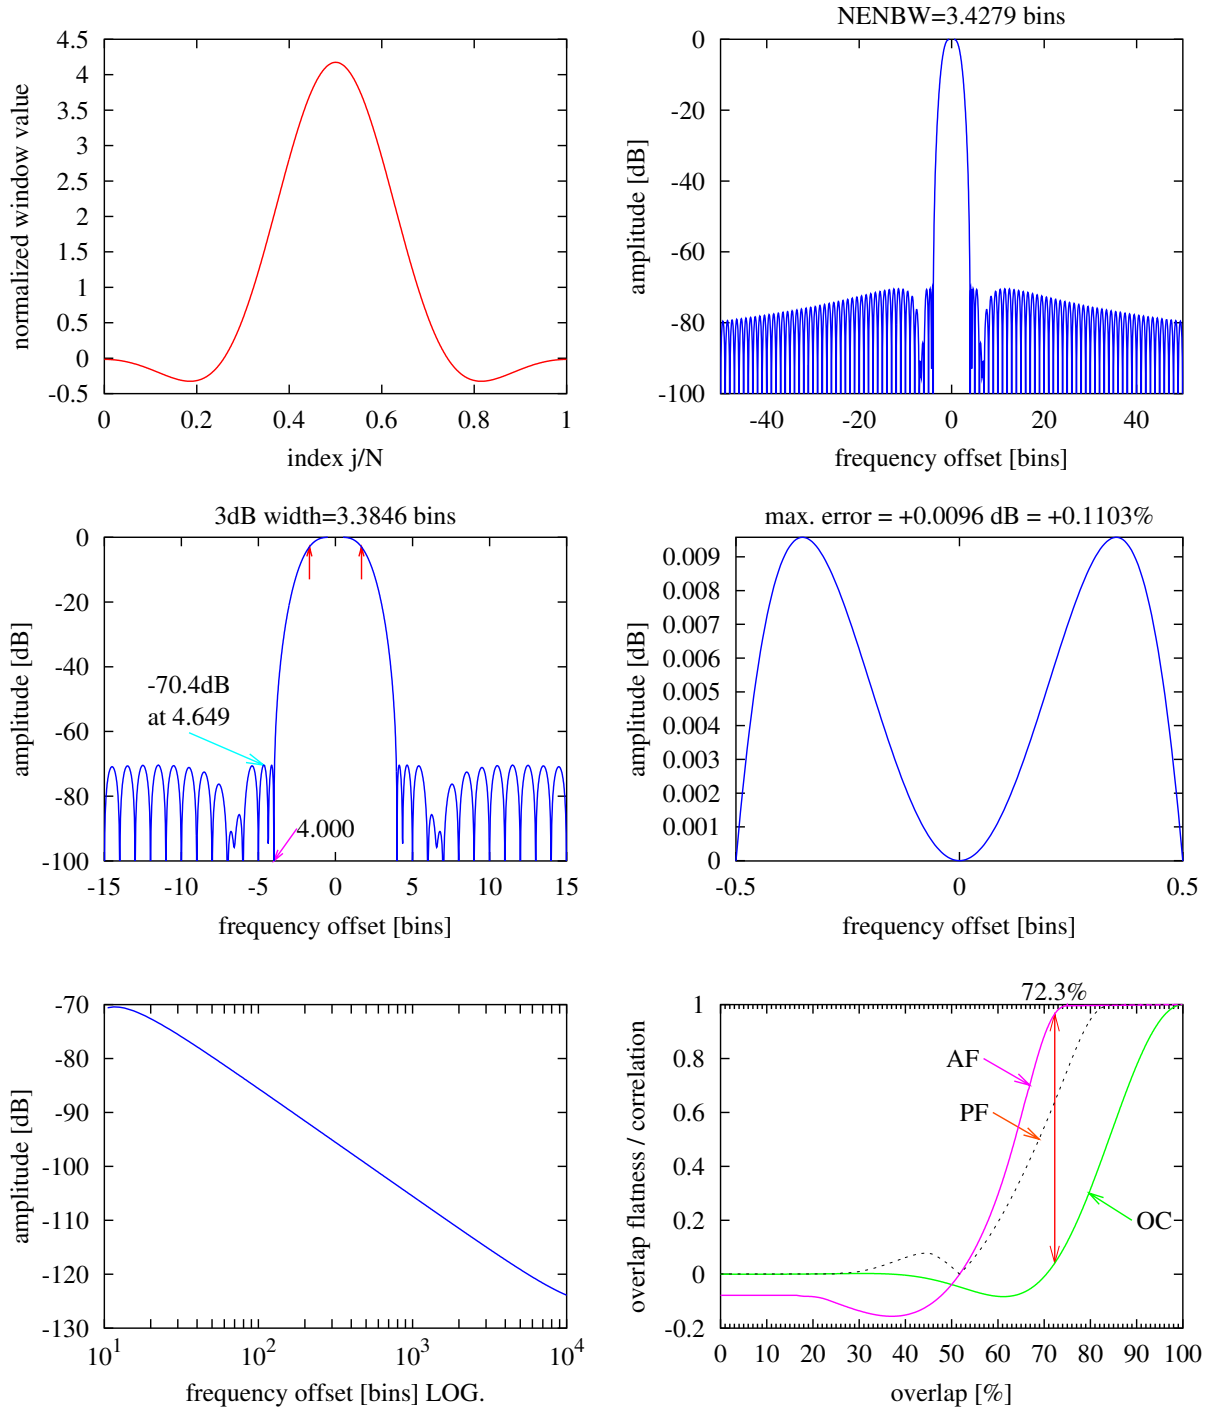 4.5
4
3.5
3
2.5
2
1.5
1
0.5
0
-0.5
0 0.2 0.4 0.6 0.8 1
normalized window value
index j/N
NENBW=3.4279 bins
0
-20
-40
-60
-80
-100
-40 -20 0 20 40
amplitude [dB]
frequency offset [bins]
3dB width=3.3846 bins
0
-20
-40
-60
-80
-100
-15 -10 -5 0 5 10 15
amplitude [dB]
frequency offset [bins]
-70.4dB
at 4.649
4.000
max. error = +0.0096 dB = +0.1103%
0.009
0.008
0.007
0.006
0.005
0.004
0.003
0.002
0.001
0
-0.5 0 0.5
amplitude [dB]
frequency offset [bins]
-70
-80
-90
-100
-110
-120
-130
10^1 10^2 10^3 10^4
amplitude [dB]
frequency offset [bins] LOG.
72.3%
1
0.8
0.6
0.4
0.2
0
-0.2
0 10 20 30 40 50 60 70 80 90 100
overlap flatness / correlation
overlap [%]
AF
PF
OC